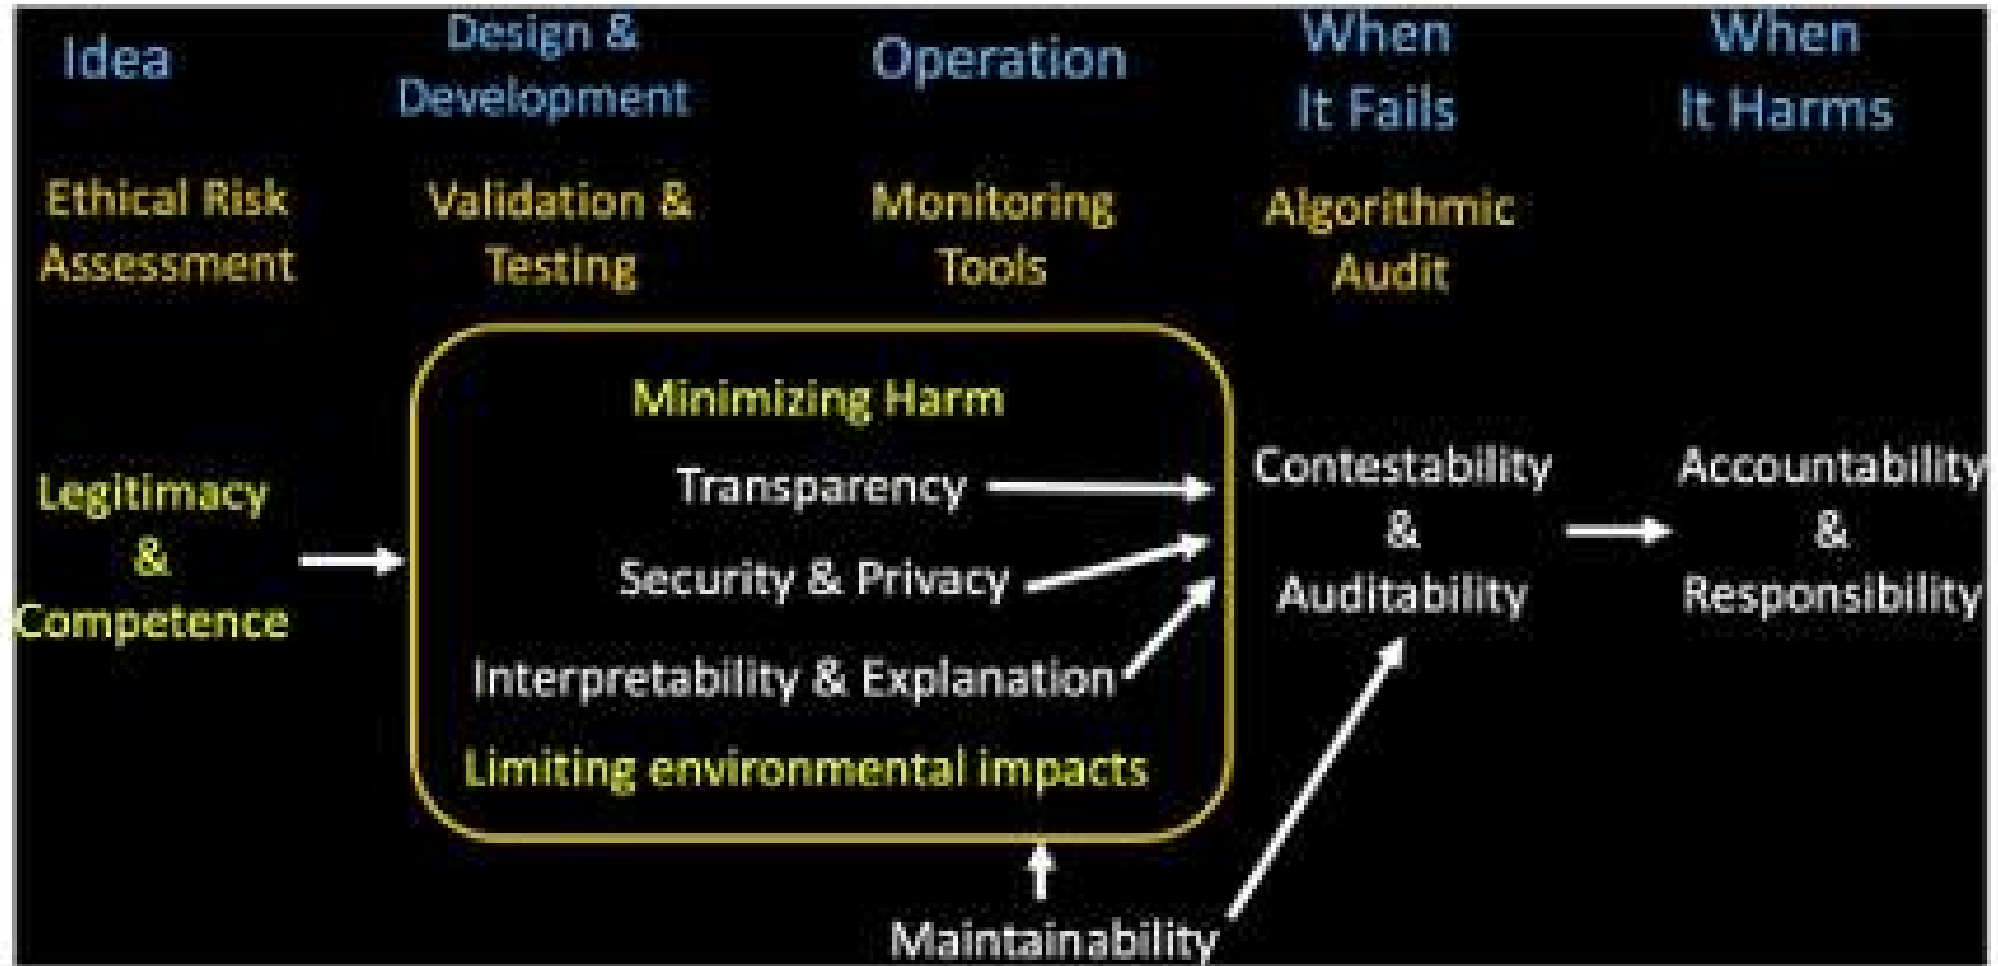 Idea
Design &
Development
Operation
When
It Fails
When
It Harms
Ethical Risk
Assessment
Validation &
Testing
Monitoring
Tools
Algorithmic
Audit
Legitimacy
&
Competence
Minimizing Harm
Transparency
Security & Privacy
Interpretability & Explanation
Limiting environmental impacts
Contestability
&
Auditability
Accountability
&
Responsibility
Maintainability